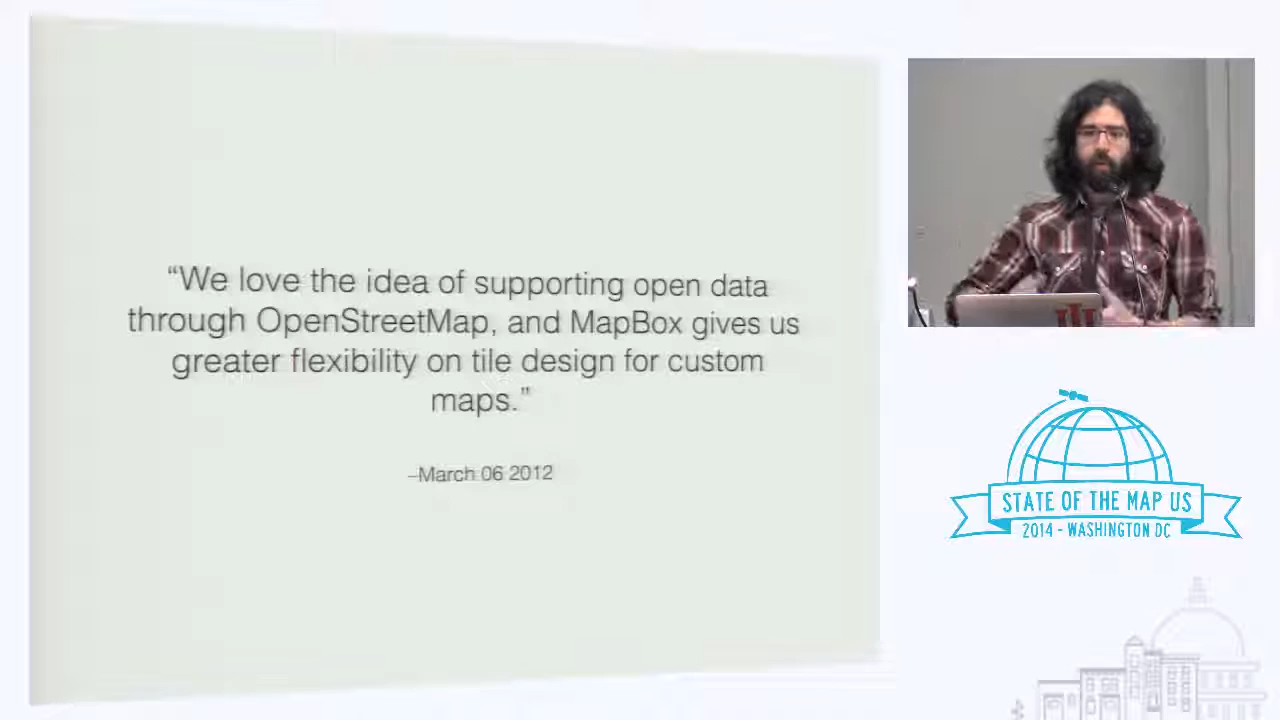 “We love the idea of supporting open data
through OpenStreetMap, and MapBox gives us
greater flexibility on tile design for custom
maps.”
–March 06 2012
STATE OF THE MAP US
2014 - WASHINGTON DC